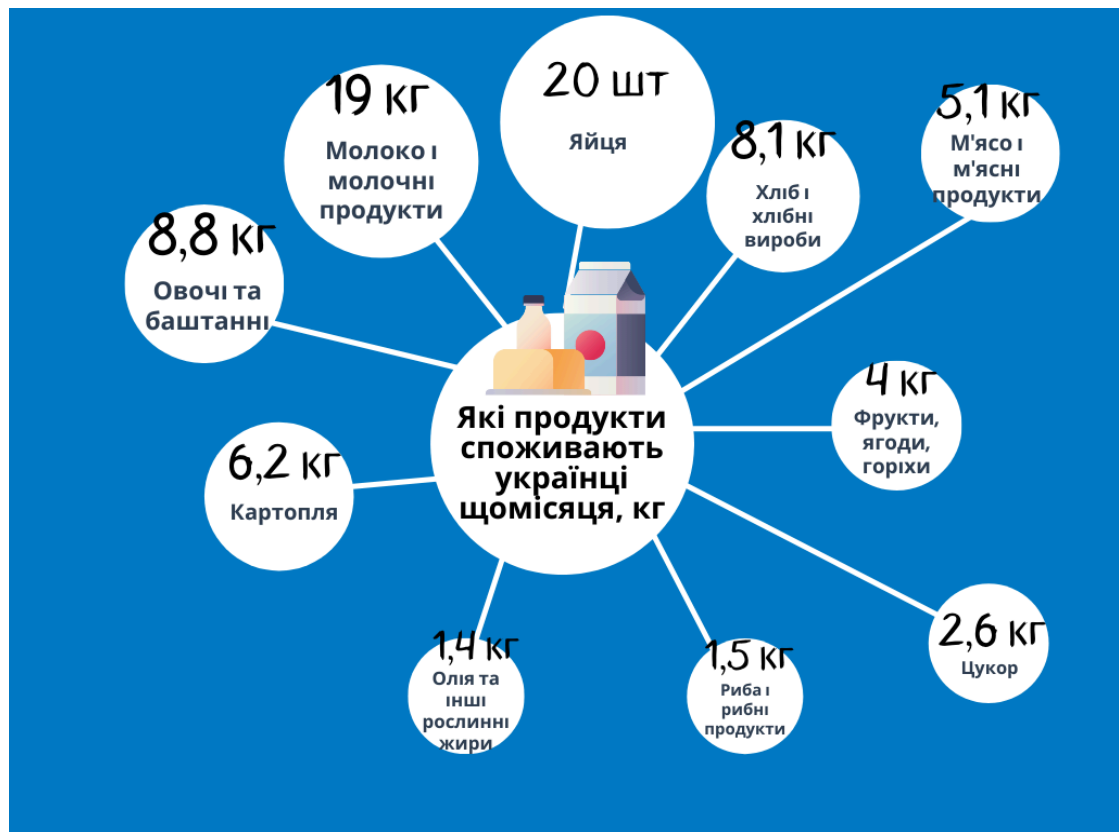 20 шт
Яйця
19 кг
Молоко і
молочні
продукти
8,1 кг
Хліб і
хлібні
вироби
5,1 кг
М'ясо і
м'ясні
продукти
8,8 кг
Овочі та
баштанні
4 кг
Фрукти,
ягоди,
горіхи
Які продукти
споживають
українці
щомісяця, кг
6,2 кг
Картопля
2,6 кг
Цукор
1,4 кг
Олія та
інші
рослинні
жири
1,5 кг
Риба і
рибні
продукти